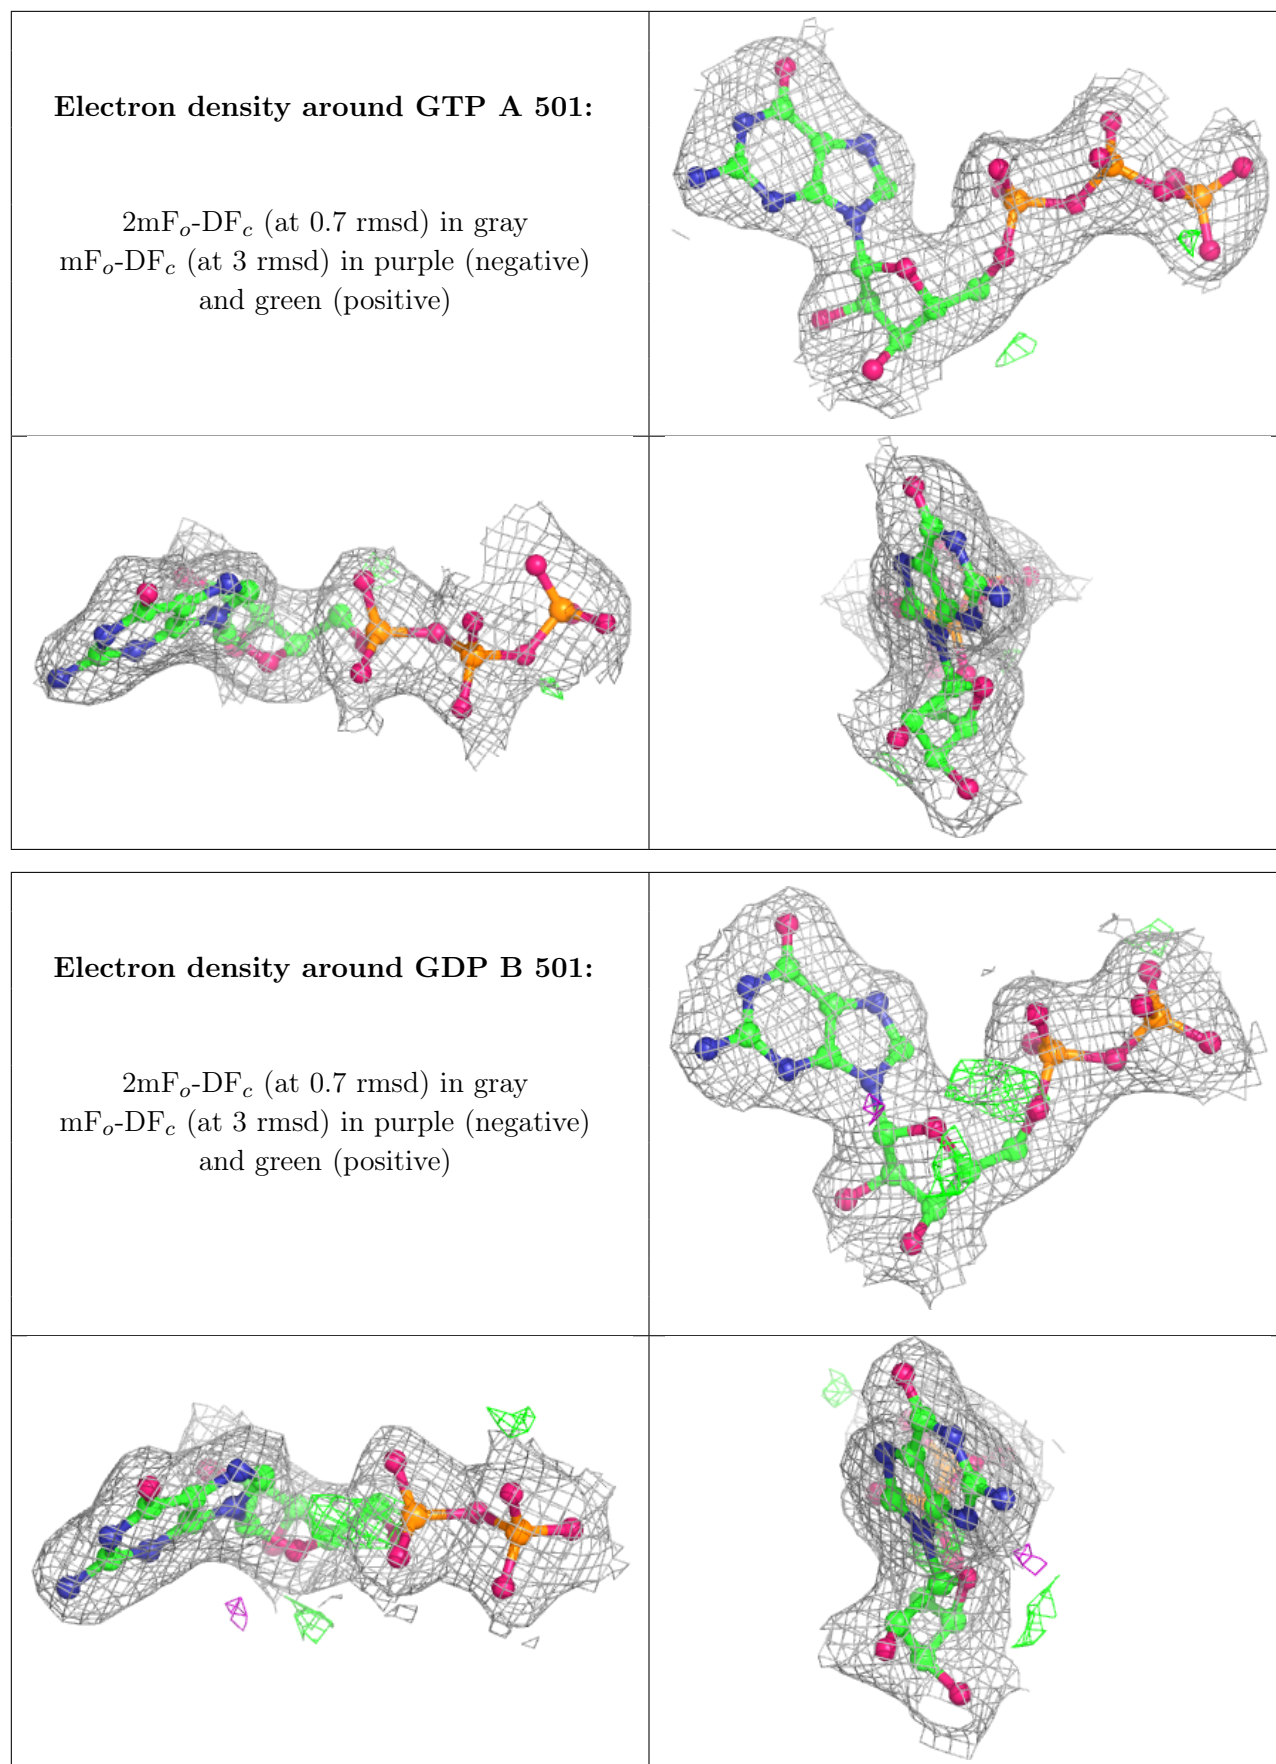 Electron density around GTP A 501:
2mFo-DFc (at 0.7 rmsd) in gray
mFo-DFc (at 3 rmsd) in purple (negative)
and green (positive)
Electron density around GDP B 501:
2mFo-DFc (at 0.7 rmsd) in gray
mFo-DFc (at 3 rmsd) in purple (negative)
and green (positive)